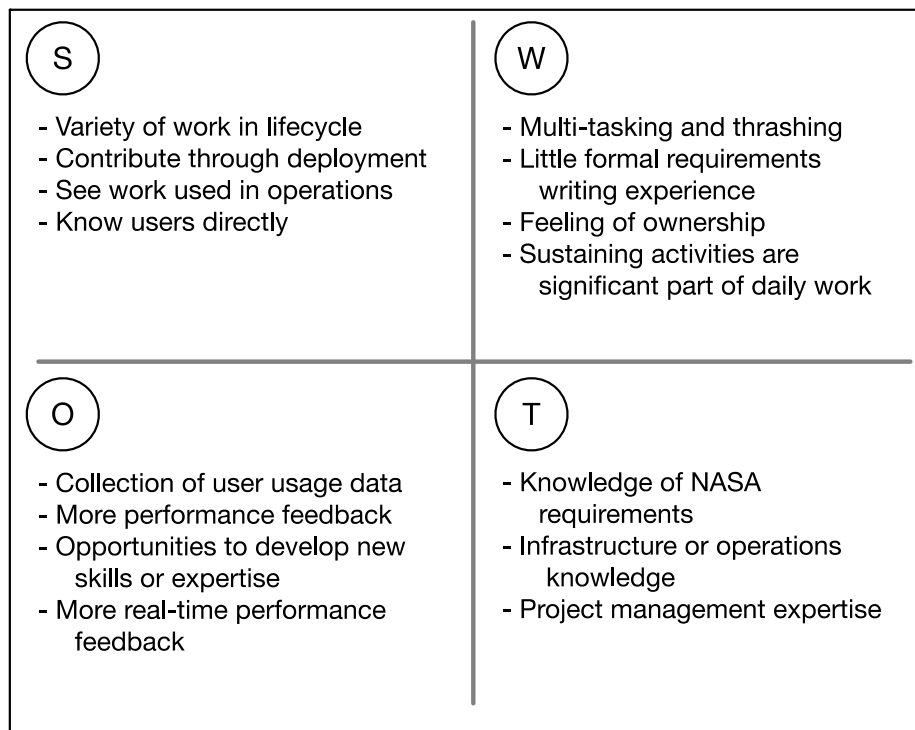 S
- Variety of work in lifecycle
- Contribute through deployment
- See work used in operations
- Know users directly
W
- Multi-tasking and thrashing
- Little formal requirements
writing experience
- Feeling of ownership
- Sustaining activities are
significant part of daily work
O
- Collection of user usage data
- More performance feedback
- Opportunities to develop new
skills or expertise
- More real-time performance
feedback
T
- Knowledge of NASA
requirements
- Infrastructure or operations
knowledge
- Project management expertise